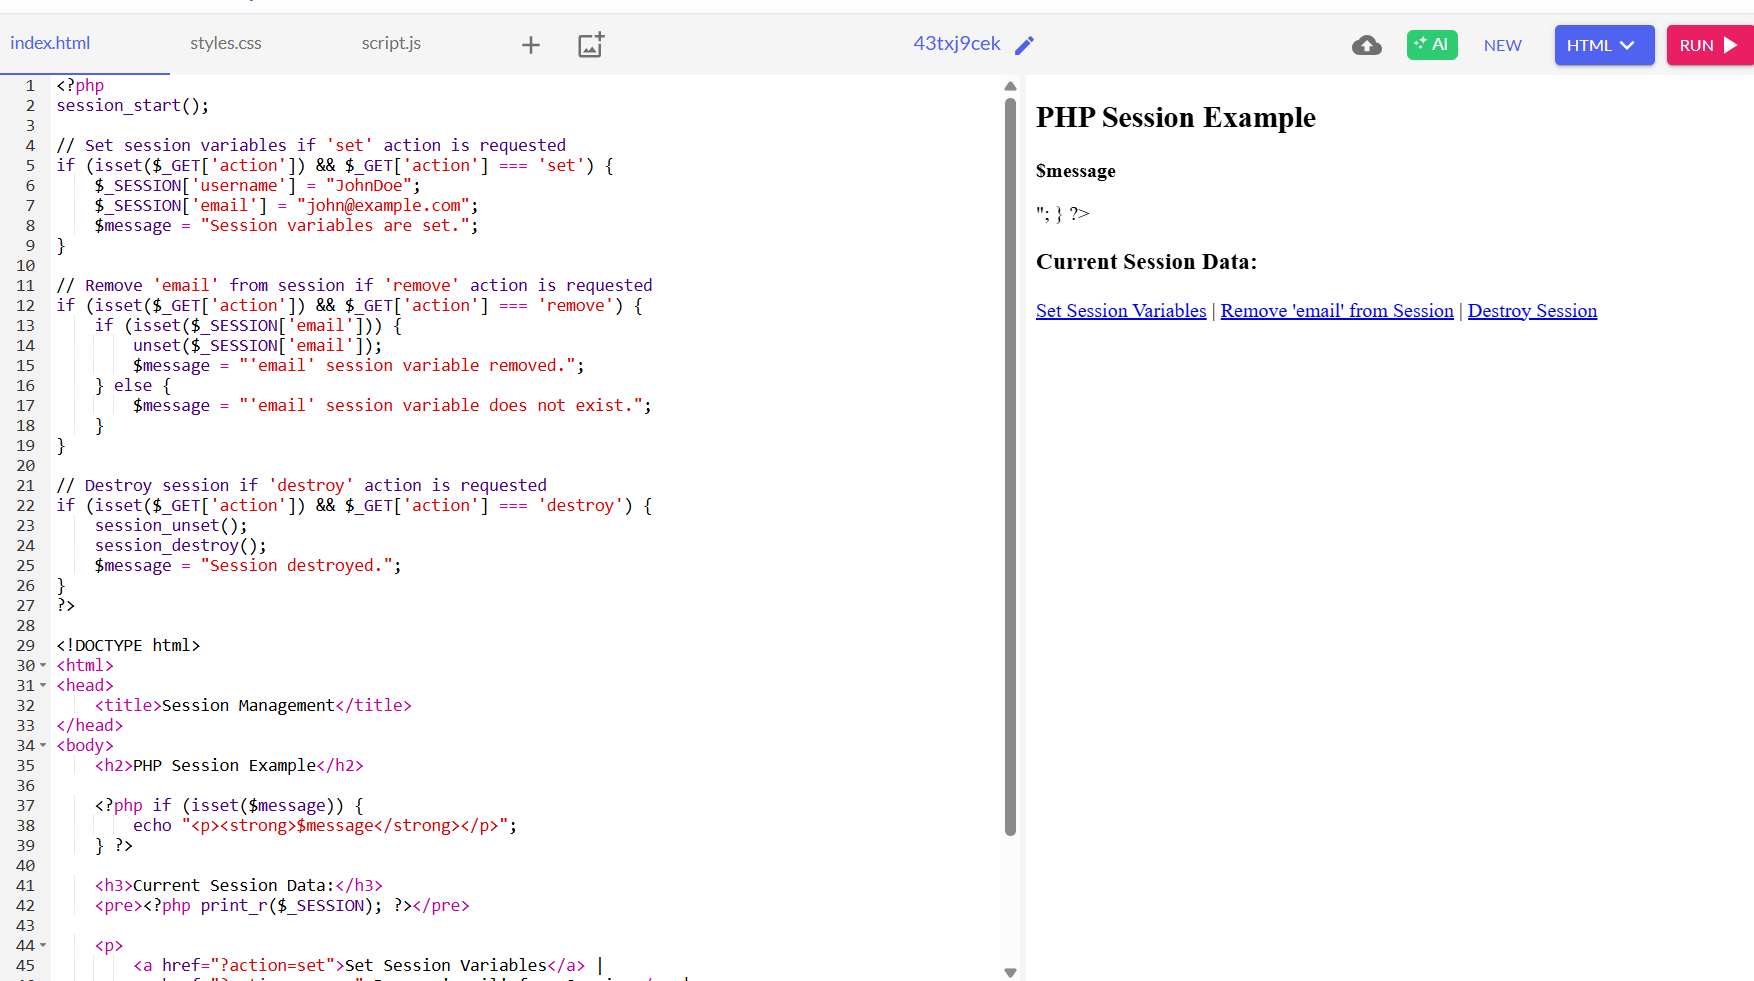 index.html styles.css script.js 43txj9cek AI NEW HTML RUN
1 <?php
2 session_start();
3
4 // Set session variables if 'set' action is requested
5 if (isset($_GET['action']) && $_GET['action'] === 'set') {
6     $_SESSION['username'] = "JohnDoe";
7     $_SESSION['email'] = "john@example.com";
8     $message = "Session variables are set.";
9 }
10
11 // Remove 'email' from session if 'remove' action is requested
12 if (isset($_GET['action']) && $_GET['action'] === 'remove') {
13     if (isset($_SESSION['email'])) {
14         unset($_SESSION['email']);
15         $message = "'email' session variable removed.";
16     } else {
17         $message = "'email' session variable does not exist.";
18     }
19 }
20
21 // Destroy session if 'destroy' action is requested
22 if (isset($_GET['action']) && $_GET['action'] === 'destroy') {
23     session_unset();
24     session_destroy();
25     $message = "Session destroyed.";
26 }
27 ?>
28
29 <!DOCTYPE html>
30 <html>
31 <head>
32     <title>Session Management</title>
33 </head>
34 <body>
35     <h2>PHP Session Example</h2>
36
37     <?php if (isset($message)) {
38         echo "<p><strong>$message</strong></p>";
39     } ?>
40
41     <h3>Current Session Data:</h3>
42     <pre><?php print_r($_SESSION); ?></pre>
43
44     <p>
45         <a href="?action=set">Set Session Variables</a> |
PHP Session Example
$message
"; } ?>
Current Session Data:
Set Session Variables | Remove 'email' from Session | Destroy Session